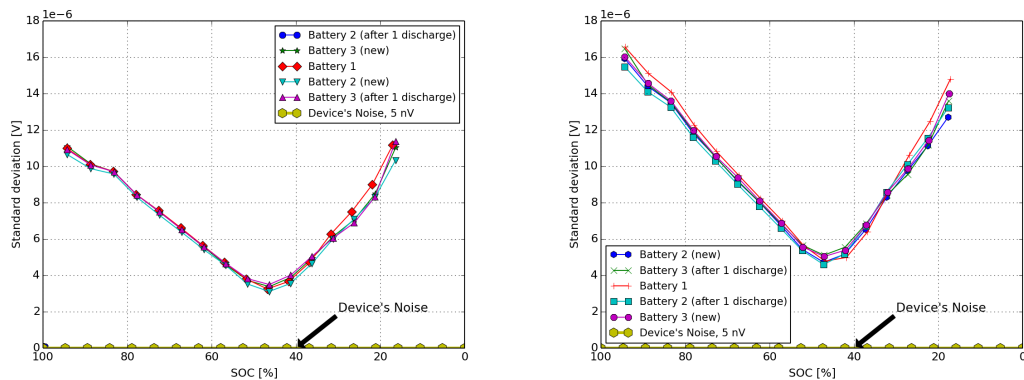 1e−6
18
16
14
12
10
8
6
4
2
0
Standard deviation [V]
Battery 2 (after 1 discharge)
Battery 3 (new)
Battery 1
Battery 2 (new)
Battery 3 (after 1 discharge)
Device's Noise, 5 nV
Device's Noise
100 80 60 40 20 0
SOC [%]
1e−6
18
16
14
12
10
8
6
4
2
0
Standard deviation [V]
Battery 2 (new)
Battery 3 (after 1 discharge)
Battery 1
Battery 2 (after 1 discharge)
Battery 3 (new)
Device's Noise, 5 nV
Device's Noise
100 80 60 40 20 0
SOC [%]